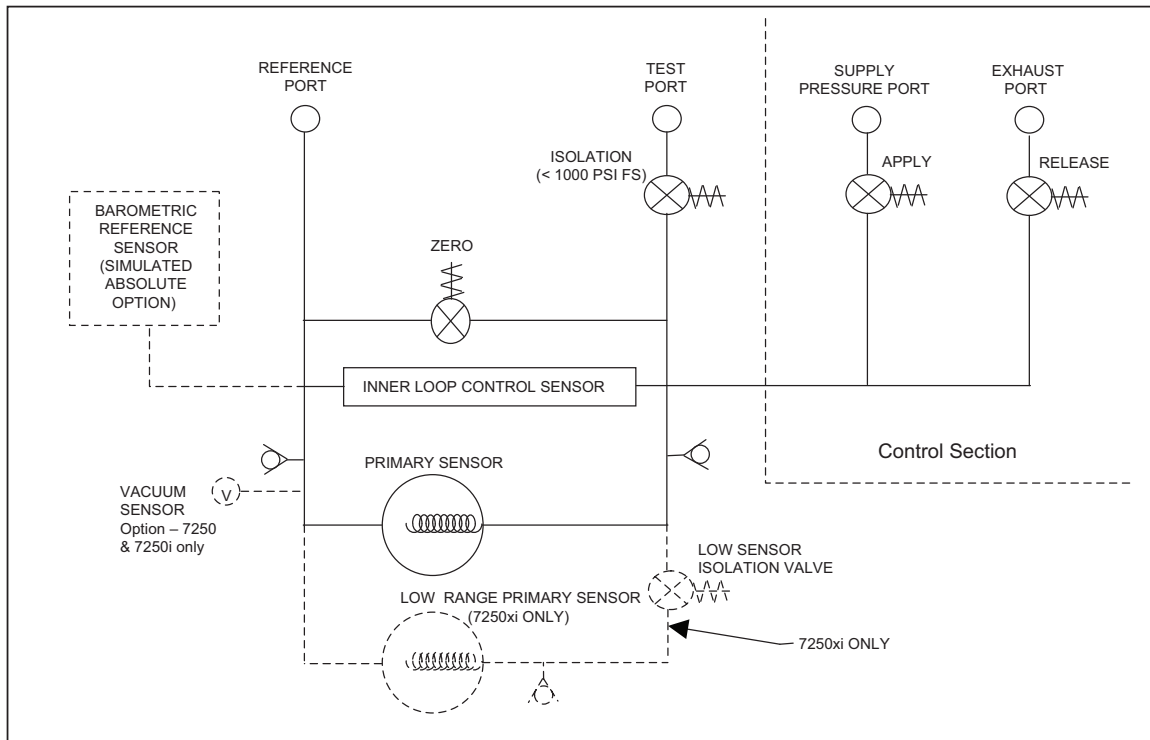 REFERENCE
PORT
TEST
PORT
SUPPLY
PRESSURE PORT
EXHAUST
PORT
ISOLATION
(< 1000 PSI FS)
APPLY
RELEASE
BAROMETRIC
REFERENCE
SENSOR
(SIMULATED
ABSOLUTE
OPTION)
ZERO
INNER LOOP CONTROL SENSOR
Control Section
PRIMARY SENSOR
V
VACUUM
SENSOR
Option – 7250
& 7250i only
LOW SENSOR
ISOLATION VALVE
LOW RANGE PRIMARY SENSOR
(7250xi ONLY)
7250xi ONLY